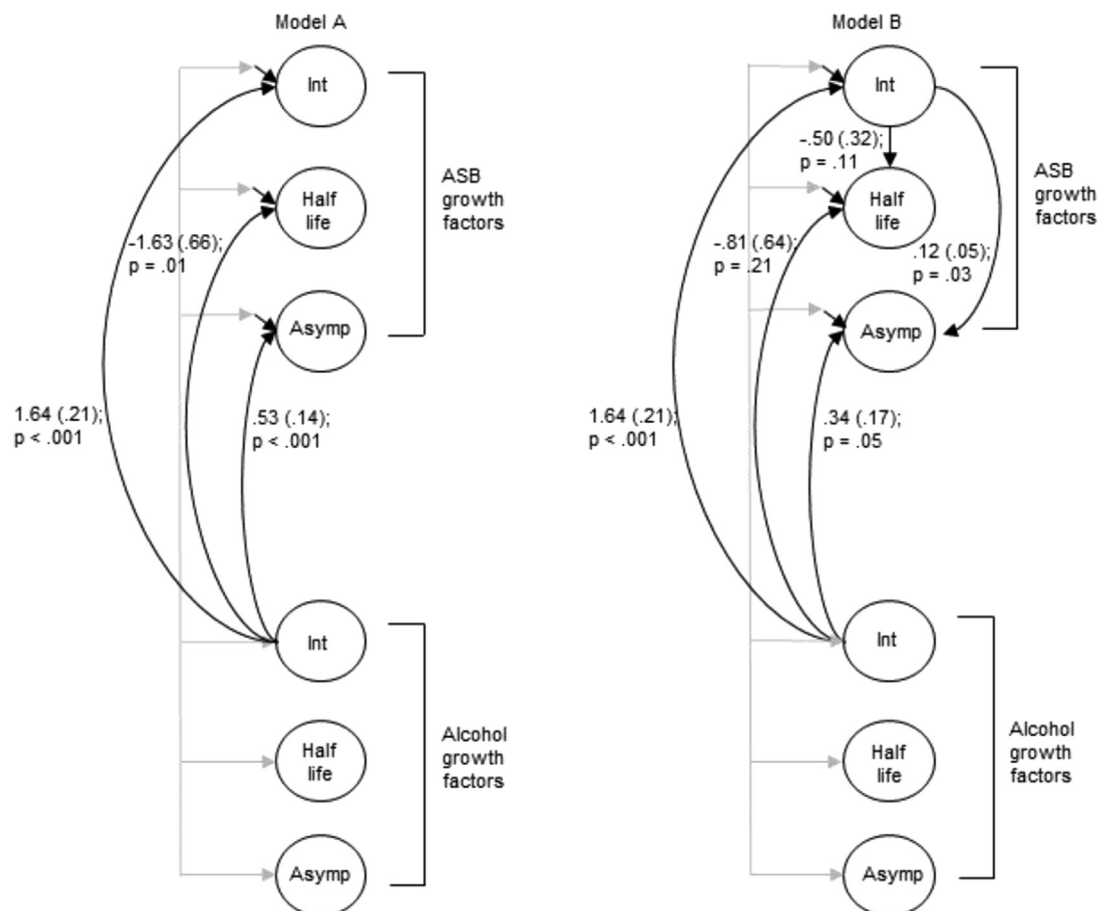 Model A
Int
Half
life
Asymp
ASB
growth
factors
-1.63 (.66);
p = .01
1.64 (.21);
p < .001
.53 (.14);
p < .001
Int
Half
life
Asymp
Alcohol
growth
factors
Model B
Int
-.50 (.32);
p = .11
Half
life
Asymp
ASB
growth
factors
-.81 (.64);
p = .21
.12 (.05);
p = .03
1.64 (.21);
p < .001
.34 (.17);
p = .05
Int
Half
life
Asymp
Alcohol
growth
factors